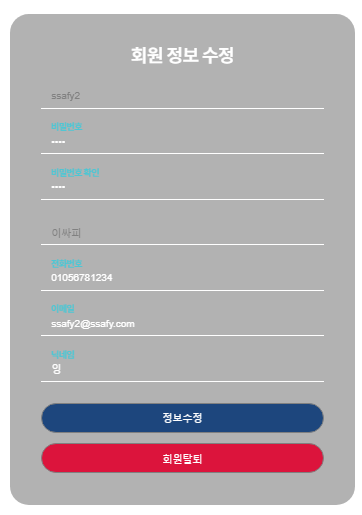 회원 정보 수정
ssafy2
비밀번호
----
비밀번호 확인
----
이싸피
전화번호
01056781234
이메일
ssafy2@ssafy.com
닉네임
밍
정보수정
회원탈퇴